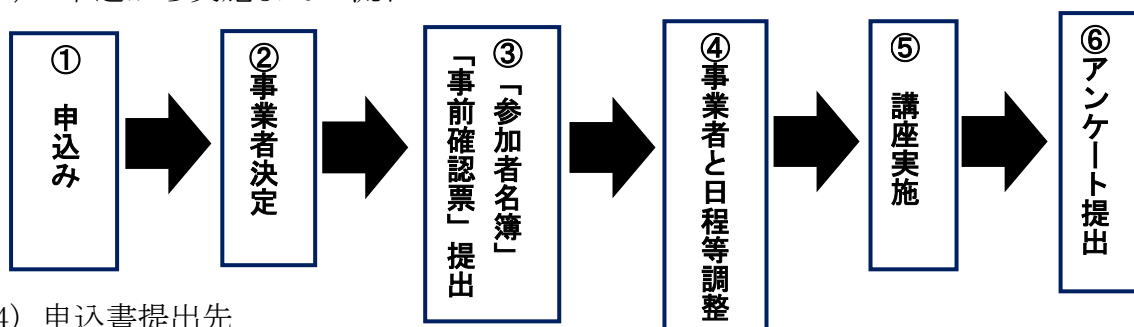 ①　申込み
②事業者決定
③「参加者名簿」
「事前確認票」提出
④事業者と日程等調整
⑤　講座実施
⑥アンケート提出
4) 申込書提出先